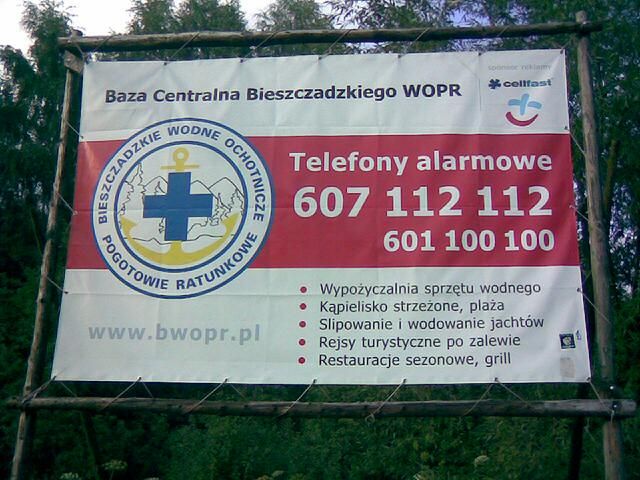 sponsor reklamy
cellfast
Baza Centralna Bieszczadzkiego WOPR
BIESZCZADZKIE WODNE OCHOTNICZE
POGOTOWIE RATUNKOWE
Telefony alarmowe
607 112 112
601 100 100
• Wypożyczalnia sprzętu wodnego
• Kąpielisko strzeżone, plaża
• Slipowanie i wodowanie jachtów
• Rejsy turystyczne po zalewie
• Restauracje sezonowe, grill
www.bwopr.pl